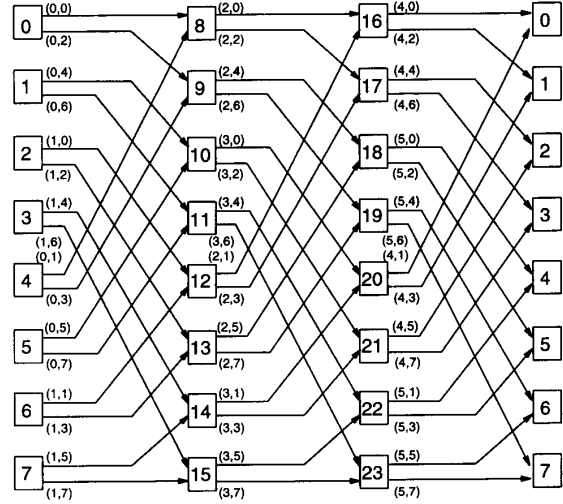 (0,0) (2,0) (4,0)
0 8 16 0
(0,2) (2,2) (4,2)
(0,4) (2,4) (4,4)
1 9 17 1
(0,6) (2,6) (4,6)
(1,0) (3,0) (5,0)
2 10 18 2
(1,2) (3,2) (5,2)
(1,4) (3,4) (5,4)
3 11 19 3
(1,6) (3,6) (5,6)
(0,1) (2,1) (4,1)
4 12 20 4
(0,3) (2,3) (4,3)
(0,5) (2,5) (4,5)
5 13 21 5
(0,7) (2,7) (4,7)
(1,1) (3,1) (5,1)
6 14 22 6
(1,3) (3,3) (5,3)
(1,5) (3,5) (5,5)
7 15 23 7
(1,7) (3,7) (5,7)